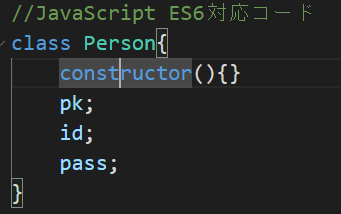 //JavaScript ES6対応コード
class Person{
    constructor(){}
    pk;
    id;
    pass;
}